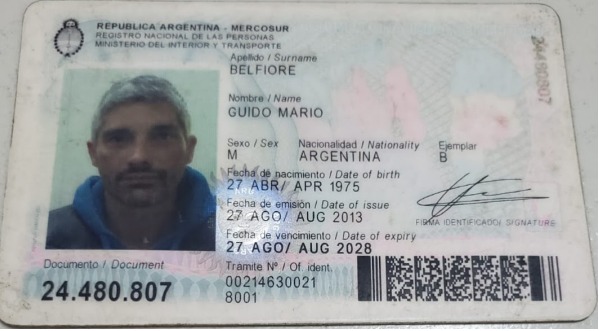 REPUBLICA ARGENTINA - MERCOSUR
REGISTRO NACIONAL DE LAS PERSONAS
MINISTERIO DEL INTERIOR Y TRANSPORTE
Apellido / Surname
BELFIORE
Nombre / Name
GUIDO MARIO
Sexo / Sex Nacionalidad / Nationality Ejemplar
M ARGENTINA B
Fecha de nacimiento / Date of birth
27 ABR/ APR 1975
Fecha de emisión / Date of issue
27 AGO/ AUG 2013
FIRMA IDENTIFICADO/ SIGNATURE
Fecha de vencimiento / Date of expiry
27 AGO/ AUG 2028
Documento / Document
24.480.807
Tramite Nº / Of. ident.
00214630021
8001
24480807